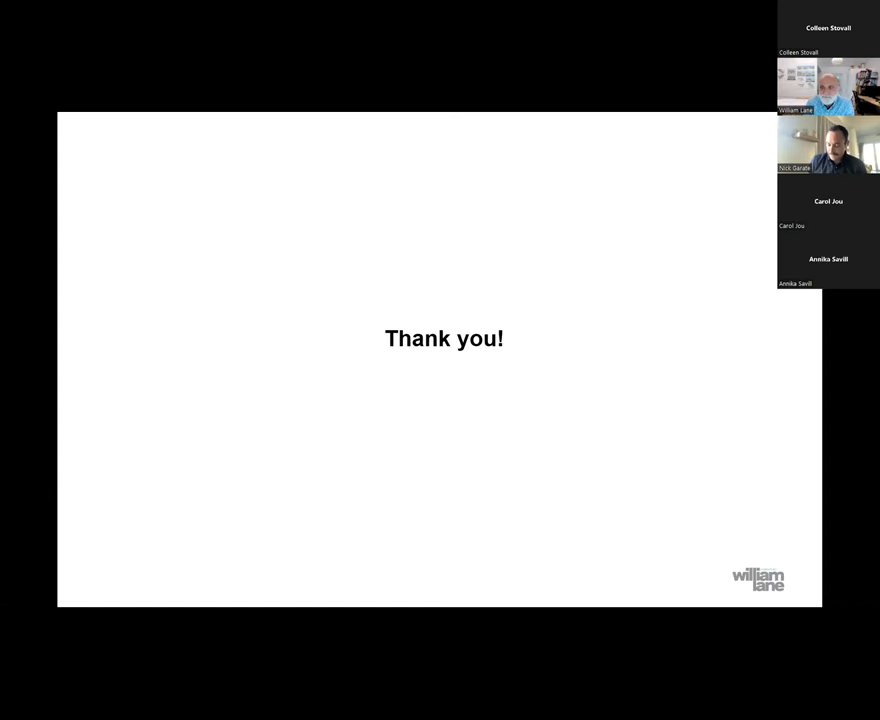 Colleen Stovall
Colleen Stovall
William Lane
Nick Garate
Carol Jou
Carol Jou
Annika Savill
Annika Savill
Thank you!
william
lane